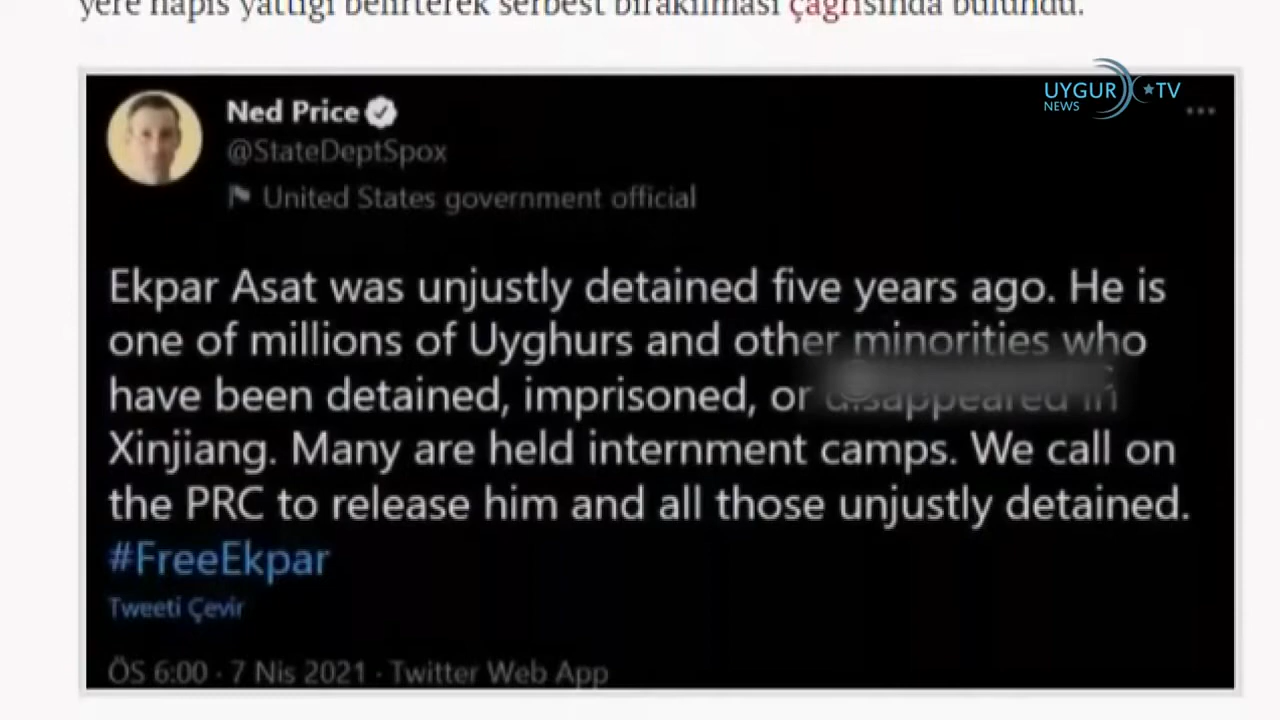 yere hapis yattığı belirterek serbest bırakılması çağrısında bulundu.
UYGUR TV
NEWS
Ned Price
@StateDeptSpox
United States government official
Ekpar Asat was unjustly detained five years ago. He is
one of millions of Uyghurs and other minorities who
have been detained, imprisoned, or disappeared in
Xinjiang. Many are held internment camps. We call on
the PRC to release him and all those unjustly detained.
#FreeEkpar
Tweeti Çevir
ÖS 6:00 · 7 Nis 2021 · Twitter Web App